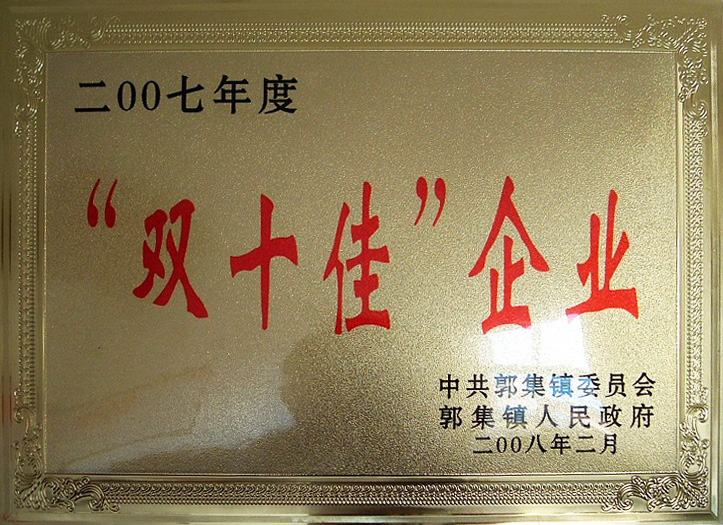 二00七年度
“双十佳”企业
中共郭集镇委员会
郭集镇人民政府
二00八年二月